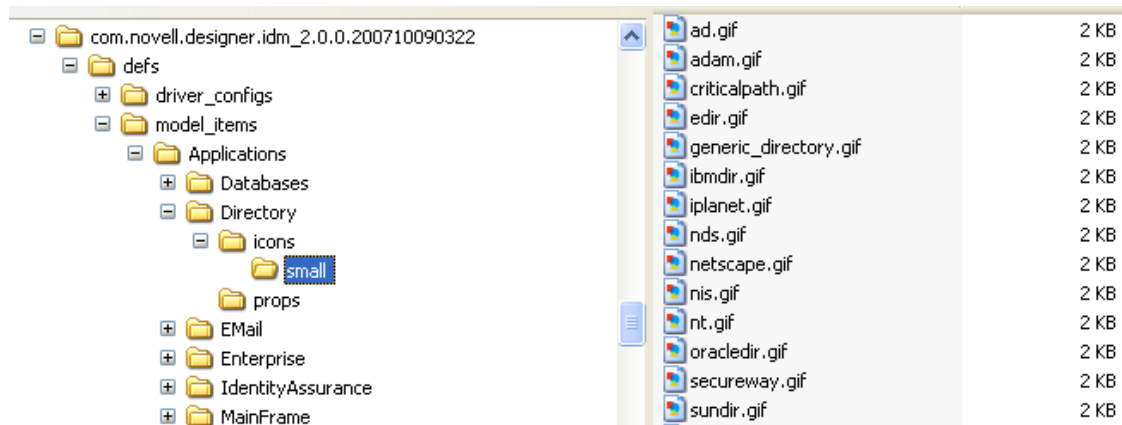 com.novell.designer.idm_2.0.0.200710090322
defs
driver_configs
model_items
Applications
Databases
Directory
icons
small
props
EMail
Enterprise
IdentityAssurance
MainFrame
ad.gif 2 KB
adam.gif 2 KB
criticalpath.gif 2 KB
edir.gif 2 KB
generic_directory.gif 2 KB
ibmdir.gif 2 KB
iplanet.gif 2 KB
nds.gif 2 KB
netscape.gif 2 KB
nis.gif 2 KB
nt.gif 2 KB
oracledir.gif 2 KB
secureway.gif 2 KB
sundir.gif 2 KB